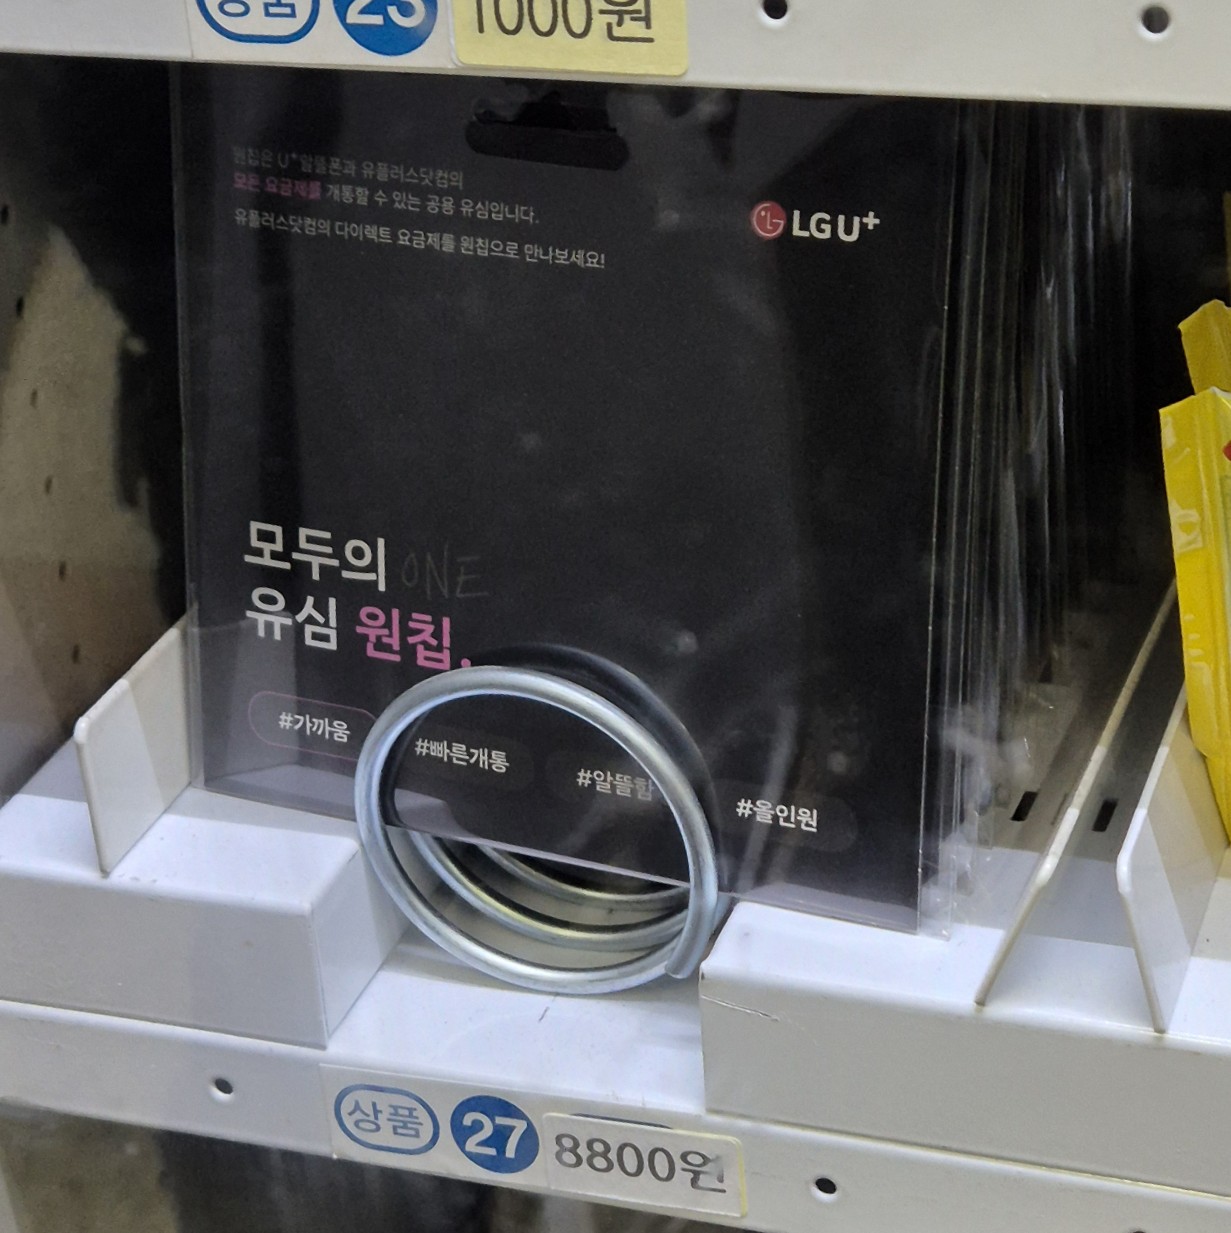 상품 23 1000원
원칩은 U+알뜰폰과 유플러스닷컴의
모든 요금제를 개통할 수 있는 공용 유심입니다.
유플러스닷컴의 다이렉트 요금제를 원칩으로 만나보세요!
LG U+
모두의 ONE
유심 원칩.
#가까움 #빠른개통 #알뜰함 #올인원
상품 27 8800원